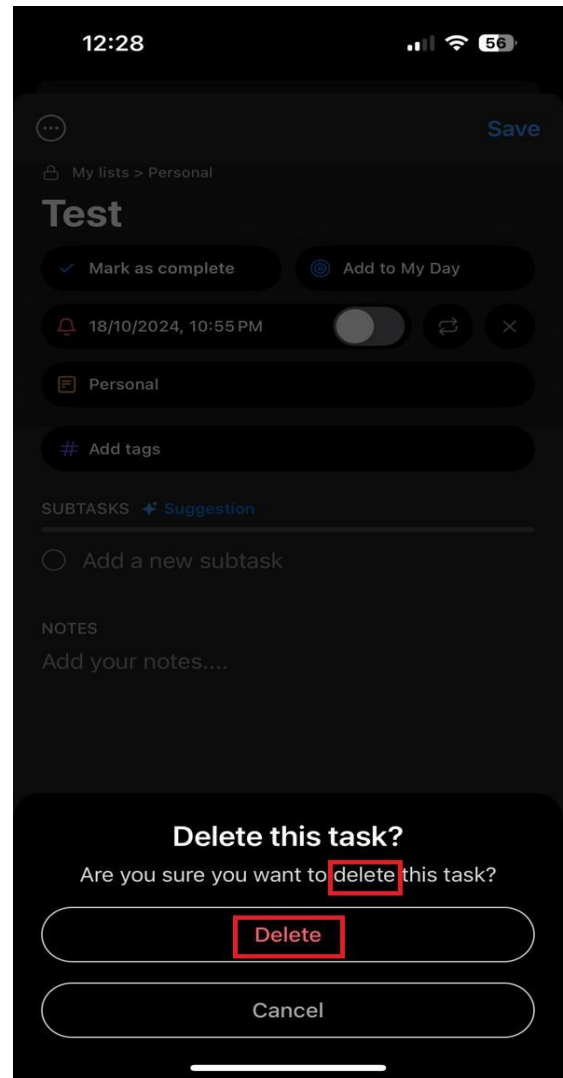 12:28
56
Save
My lists > Personal
Test
Mark as complete
Add to My Day
18/10/2024, 10:55 PM
Personal
# Add tags
SUBTASKS Suggestion
Add a new subtask
NOTES
Add your notes....
Delete this task?
Are you sure you want to delete this task?
Delete
Cancel